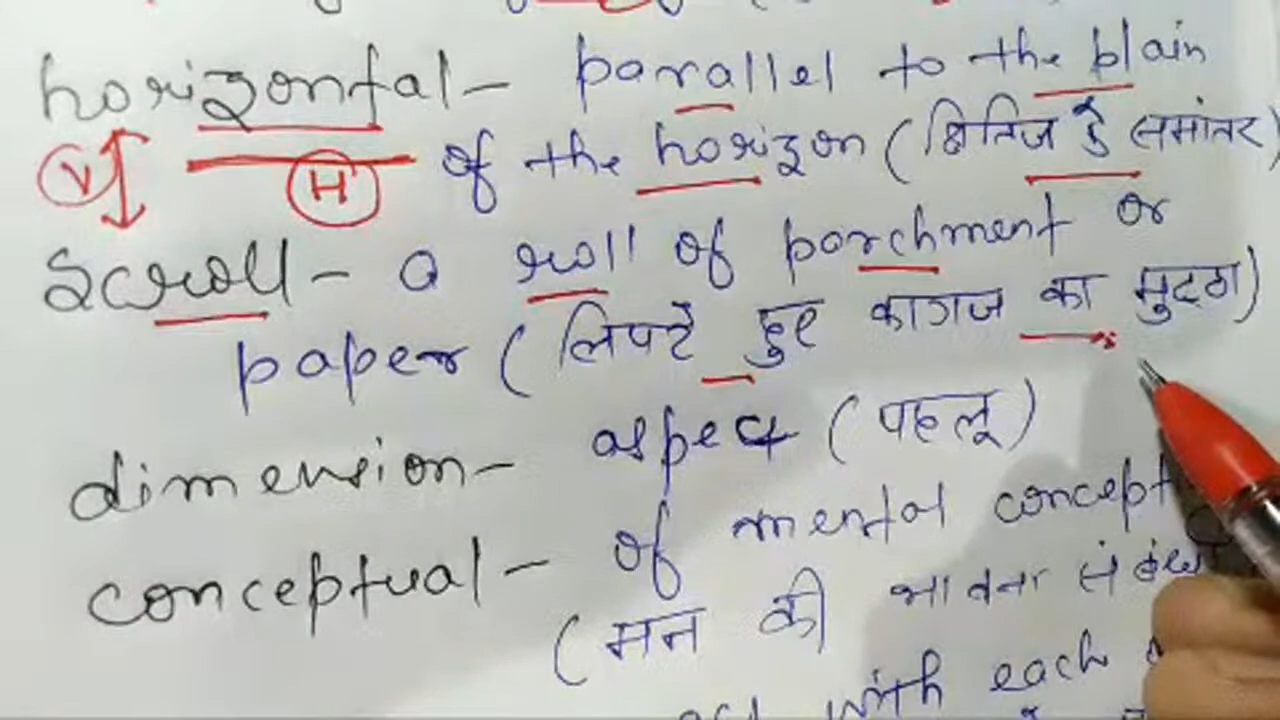 horizontal - parallel to the plain
V H of the horizon (क्षितिज के समांतर)
Scroll - a roll of parchment or
paper (लिपटे हुए कागज का मुट्ठा)
dimension - aspect (पहलू)
conceptual - of mental concept
(मन की भावना से
with each